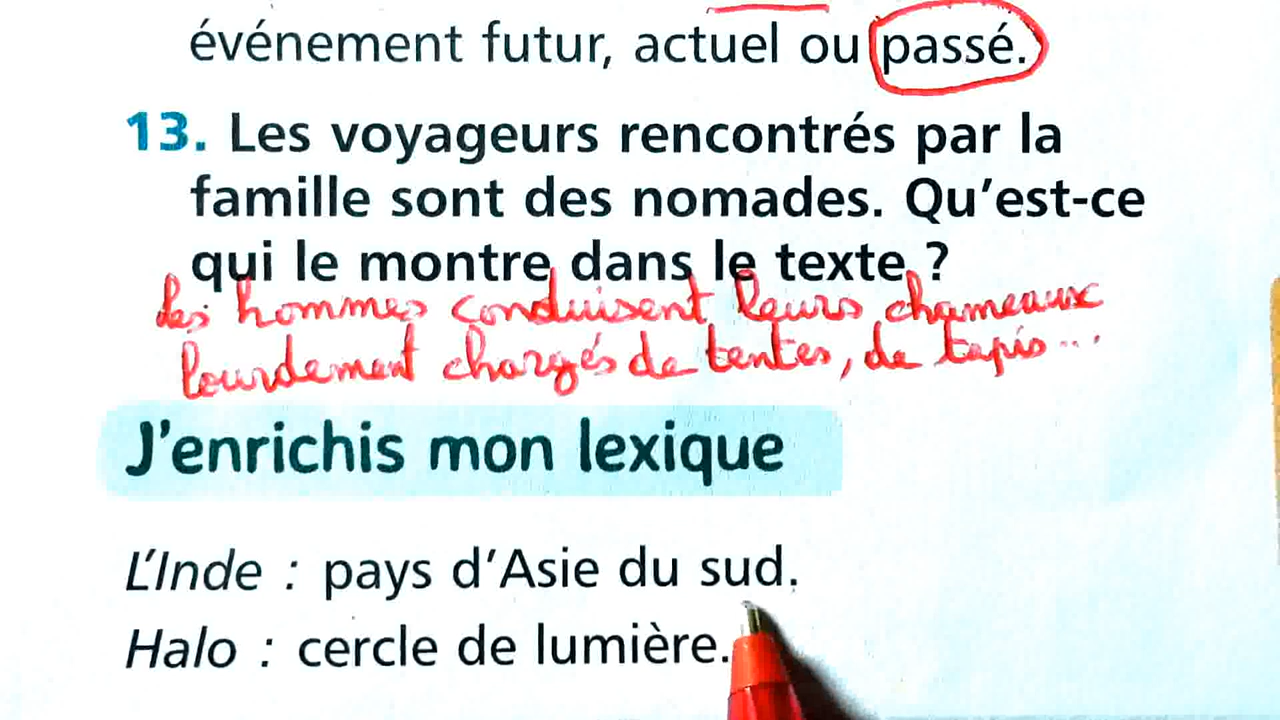 événement futur, actuel ou passé.
13. Les voyageurs rencontrés par la
famille sont des nomades. Qu'est-ce
qui le montre dans le texte ?
les hommes conduisent leurs chameaux
lourdement chargés de tentes, de tapis...
J'enrichis mon lexique
L'Inde : pays d'Asie du sud.
Halo : cercle de lumière.